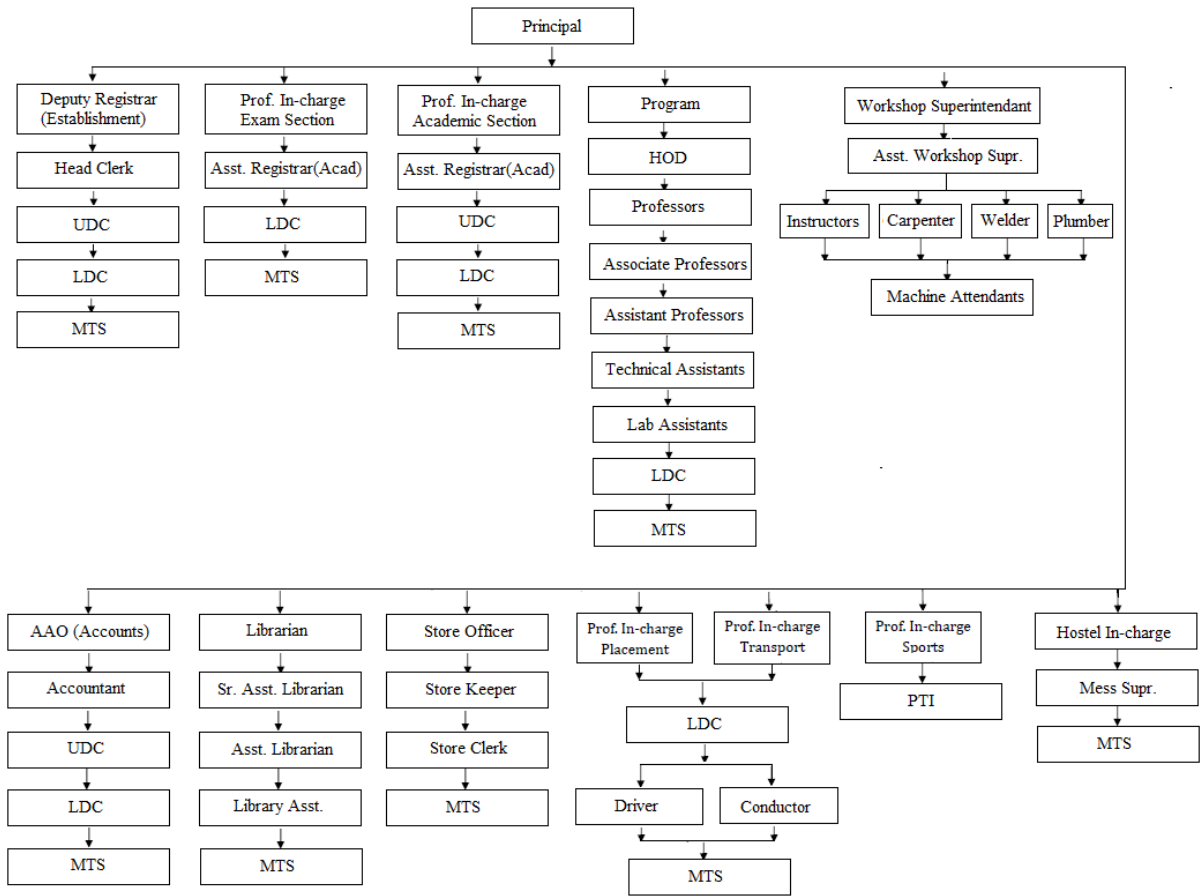 Principal
Deputy Registrar
(Establishment)
Prof. In-charge
Exam Section
Prof. In-charge
Academic Section
Program
Workshop Superintendant
Head Clerk
Asst. Registrar(Acad)
Asst. Registrar(Acad)
HOD
Asst. Workshop Supr.
UDC
LDC
UDC
Professors
Instructors
Carpenter
Welder
Plumber
LDC
MTS
LDC
Associate Professors
Machine Attendants
MTS
MTS
Assistant Professors
Technical Assistants
Lab Assistants
LDC
MTS
AAO (Accounts)
Librarian
Store Officer
Prof. In-charge
Placement
Prof. In-charge
Transport
Prof. In-charge
Sports
Hostel In-charge
Accountant
Sr. Asst. Librarian
Store Keeper
PTI
Mess Supr.
LDC
UDC
Asst. Librarian
Store Clerk
MTS
LDC
Library Asst.
MTS
Driver
Conductor
MTS
MTS
MTS